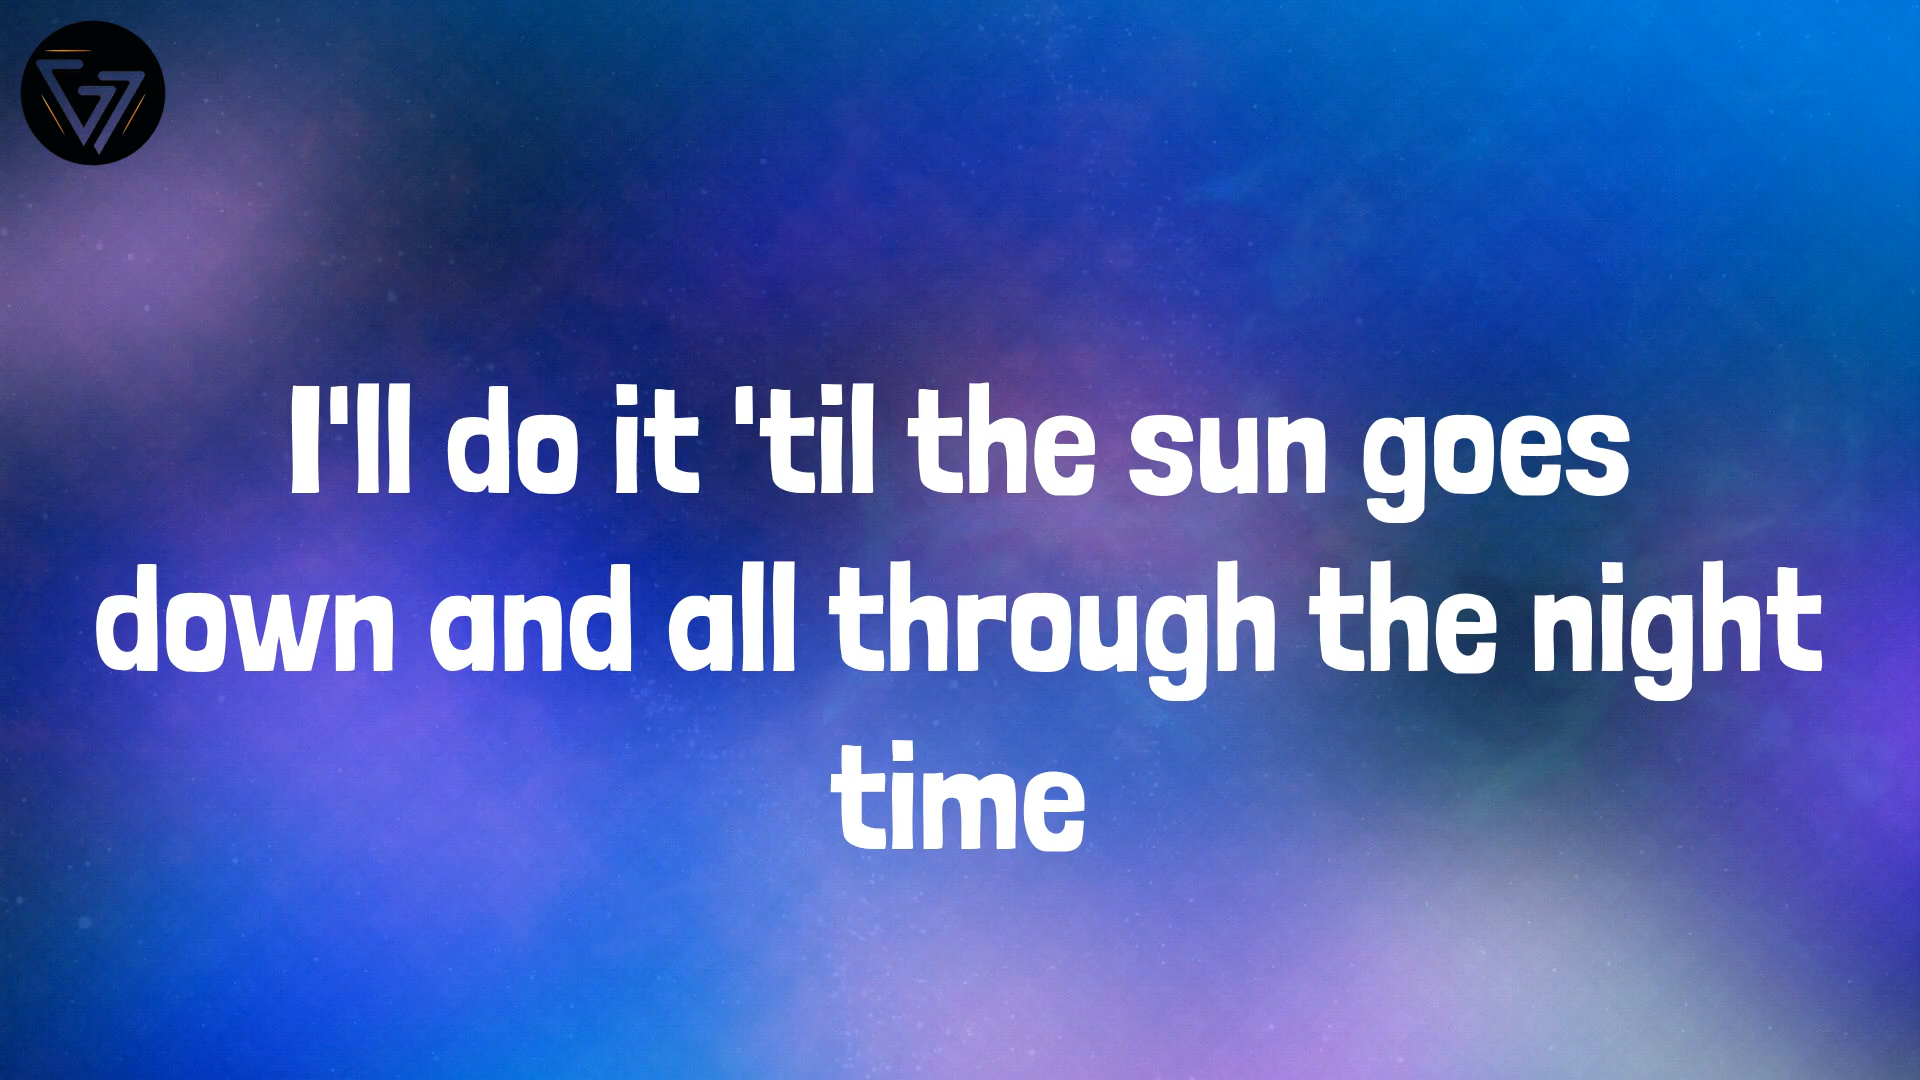 I'll do it 'til the sun goes
down and all through the night
time